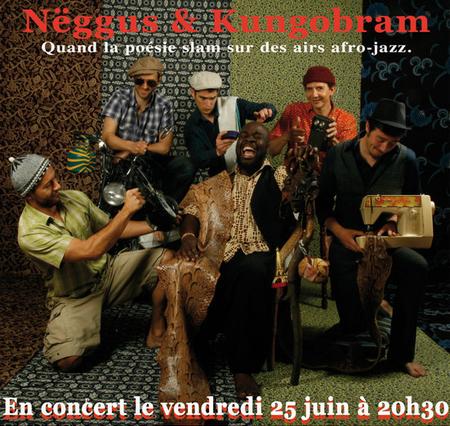 Nëggus & Kungobram
Quand la poésie slam sur des airs afro-jazz.
En concert le vendredi 25 juin à 20h30